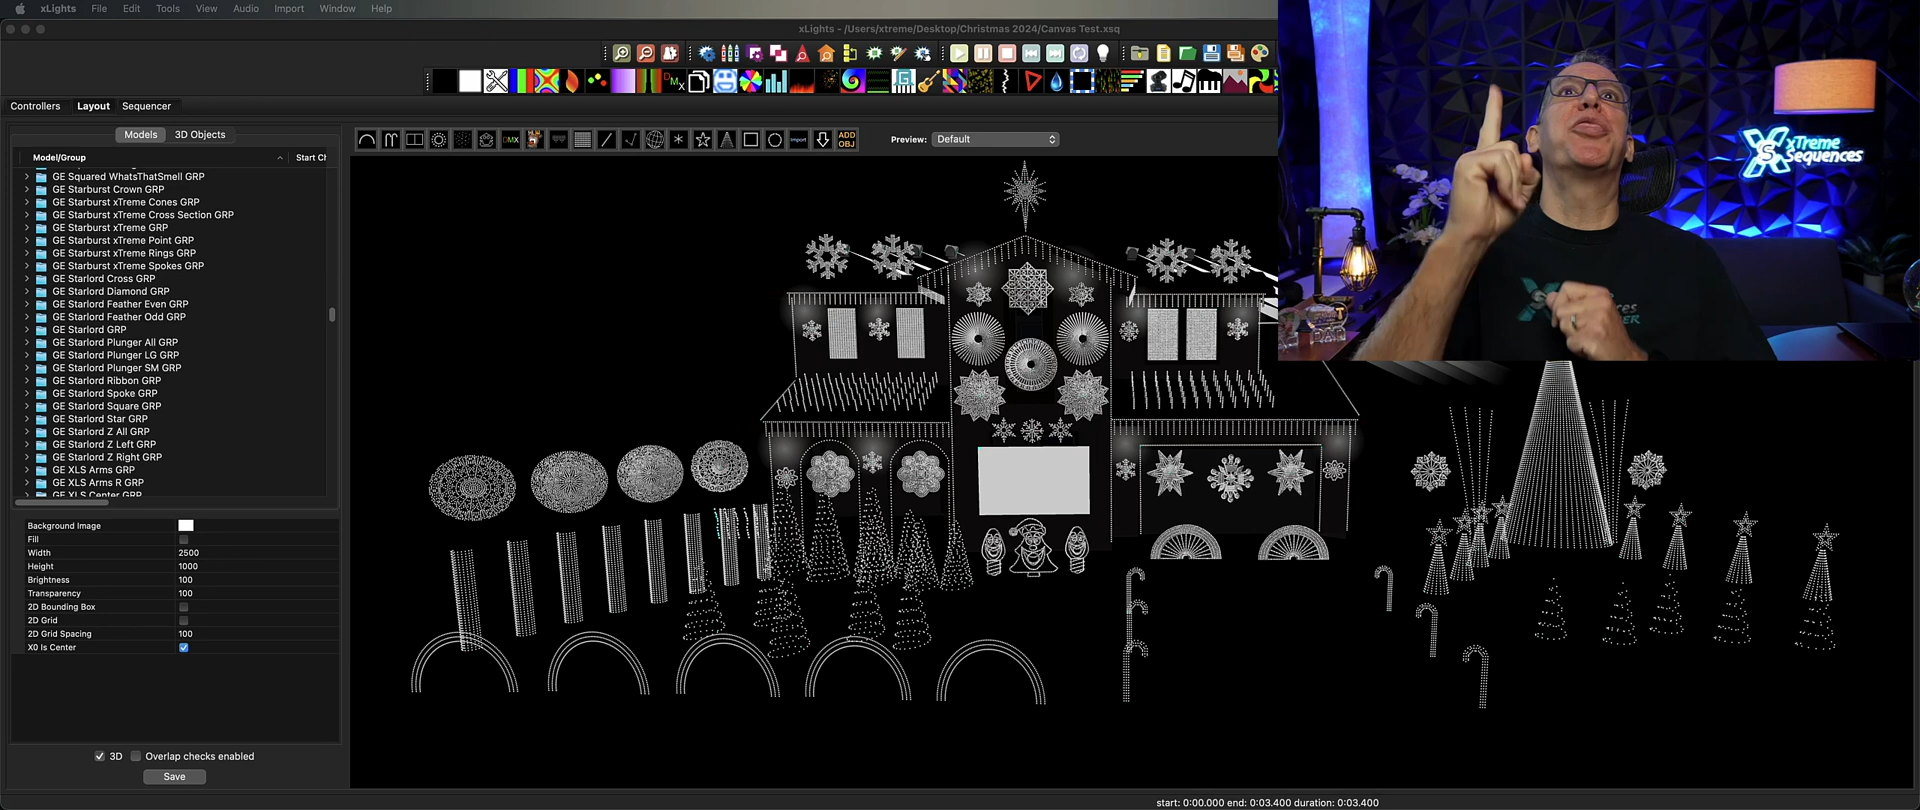 xLights File Edit Tools View Audio Import Window Help
xLights - /Users/xtreme/Desktop/Christmas 2024/Canvas Test.xsq
DMX
Controllers Layout Sequencer
Models 3D Objects
DMX
Import
ADD OBJ
Preview: Default
Model/Group Start Ch
GE Squared WhatsThatSmell GRP
GE Starburst Crown GRP
GE Starburst xTreme Cones GRP
GE Starburst xTreme Cross Section GRP
GE Starburst xTreme GRP
GE Starburst xTreme Point GRP
GE Starburst xTreme Rings GRP
GE Starburst xTreme Spokes GRP
GE Starlord Cross GRP
GE Starlord Diamond GRP
GE Starlord Feather Even GRP
GE Starlord Feather Odd GRP
GE Starlord GRP
GE Starlord Plunger All GRP
GE Starlord Plunger LG GRP
GE Starlord Plunger SM GRP
GE Starlord Ribbon GRP
GE Starlord Spoke GRP
GE Starlord Square GRP
GE Starlord Star GRP
GE Starlord Z All GRP
GE Starlord Z Left GRP
GE Starlord Z Right GRP
GE XLS Arms GRP
GE XLS Arms R GRP
GE XLS Center GRP
Background Image
Fill
Width 2500
Height 1000
Brightness 100
Transparency 100
2D Bounding Box
2D Grid
2D Grid Spacing 100
X0 Is Center
3D Overlap checks enabled
Save
xTreme
Sequences
start: 0:00.000 end: 0:03.400 duration: 0:03.400